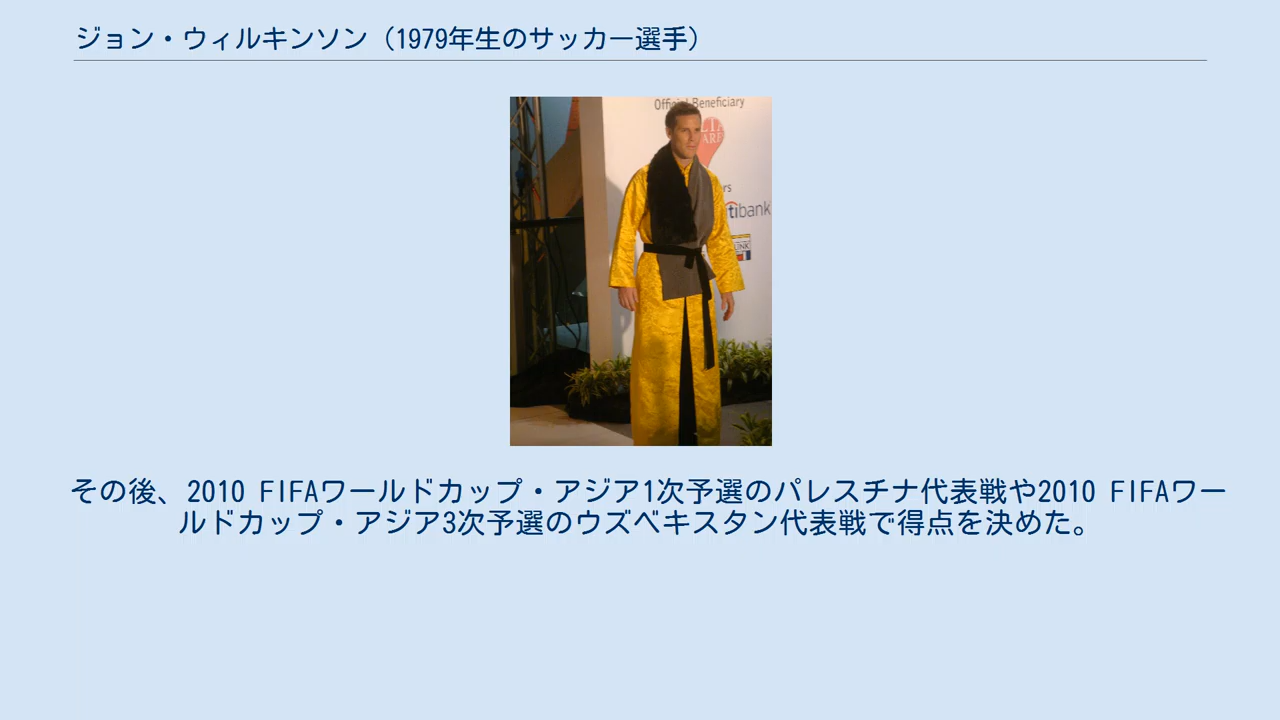 ジョン・ウィルキンソン（1979年生のサッカー選手）
Official Beneficiary
itibank
その後、2010 FIFAワールドカップ・アジア1次予選のパレスチナ代表戦や2010 FIFAワー
ルドカップ・アジア3次予選のウズベキスタン代表戦で得点を決めた。